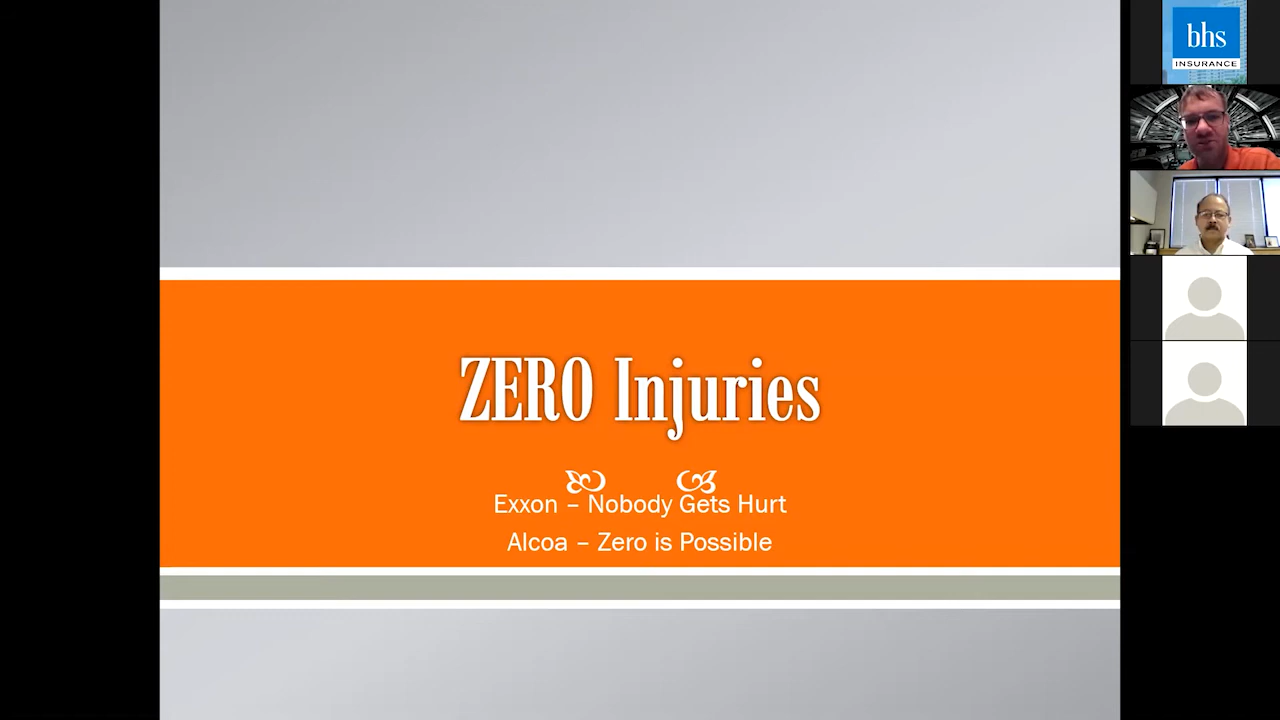 ZERO Injuries
Exxon – Nobody Gets Hurt
Alcoa – Zero is Possible
bhs
INSURANCE